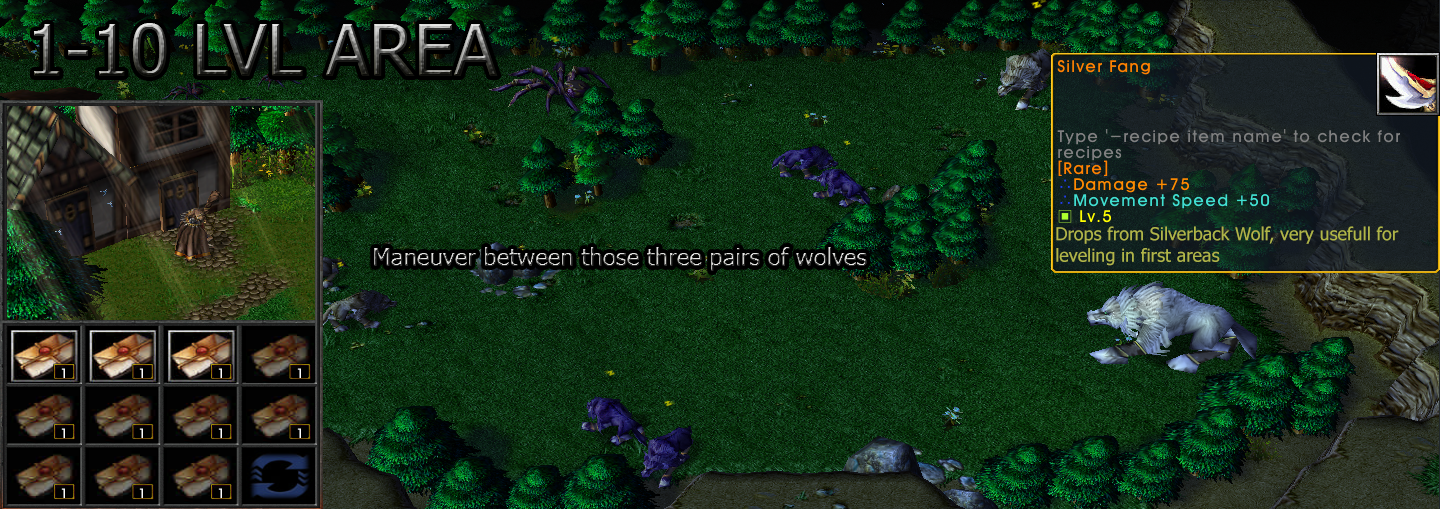 1-10 LVL AREA
Silver Fang
Type '-recipe item name' to check for
recipes
[Rare]
Damage +75
Movement Speed +50
Lv.5
Drops from Silverback Wolf, very usefull for
leveling in first areas
Maneuver between those three pairs of wolves
1 1 1 1
1 1 1 1
1 1 1